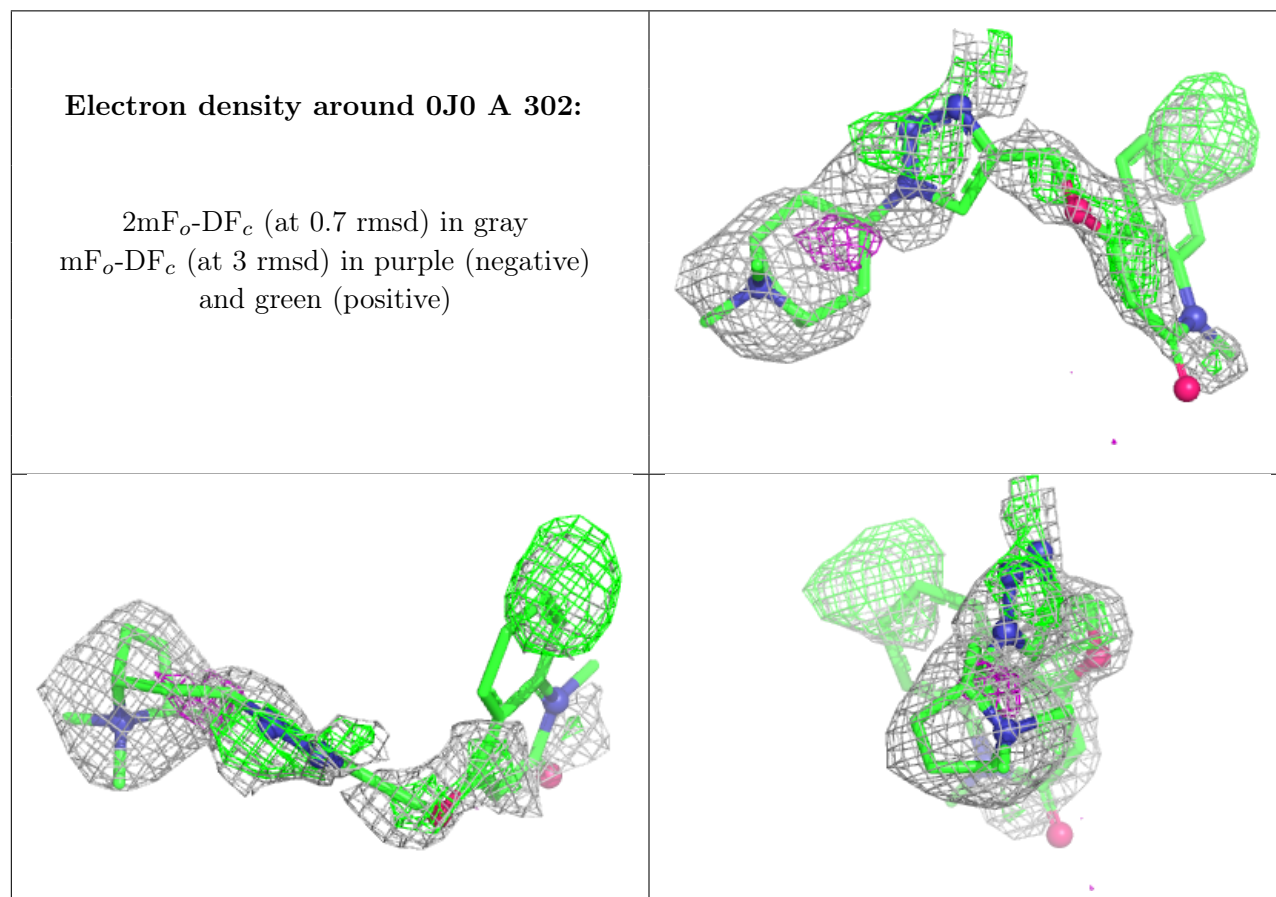 Electron density around 0J0 A 302:
2mFo-DFc (at 0.7 rmsd) in gray
mFo-DFc (at 3 rmsd) in purple (negative)
and green (positive)